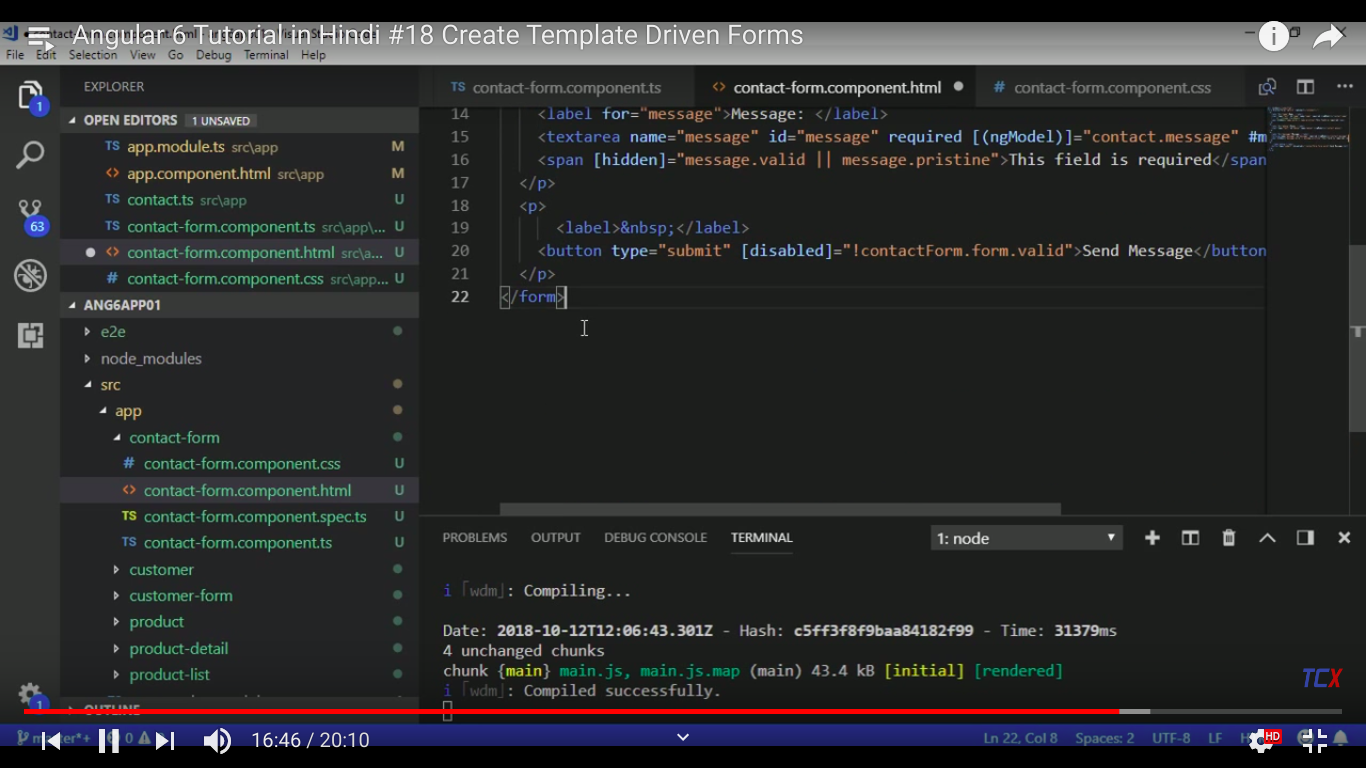 Angular 6 Tutorial in Hindi #18 Create Template Driven Forms
File Edit Selection View Go Debug Terminal Help
EXPLORER
OPEN EDITORS 1 UNSAVED
TS app.module.ts src\app M
<> app.component.html src\app M
TS contact.ts src\app U
TS contact-form.component.ts src\app\... U
<> contact-form.component.html src\a... U
# contact-form.component.css src\app... U
ANG6APP01
e2e
node_modules
src
app
contact-form
# contact-form.component.css U
<> contact-form.component.html U
TS contact-form.component.spec.ts U
TS contact-form.component.ts U
customer
customer-form
product
product-detail
product-list
OUTLINE
1
63
1
TS contact-form.component.ts <> contact-form.component.html # contact-form.component.css
14 <label for="message">Message: </label>
15 <textarea name="message" id="message" required [(ngModel)]="contact.message" #m
16 <span [hidden]="message.valid || message.pristine">This field is required</span
17 </p>
18 <p>
19 <label>&nbsp;</label>
20 <button type="submit" [disabled]="!contactForm.form.valid">Send Message</button
21 </p>
22 </form>
PROBLEMS OUTPUT DEBUG CONSOLE TERMINAL 1: node
i ｢wdm｣: Compiling...
Date: 2018-10-12T12:06:43.301Z - Hash: c5ff3f8f9baa84182f99 - Time: 31379ms
4 unchanged chunks
chunk {main} main.js, main.js.map (main) 43.4 kB [initial] [rendered]
i ｢wdm｣: Compiled successfully.
TCX
16:46 / 20:10
Ln 22, Col 8 Spaces: 2 UTF-8 LF
HD